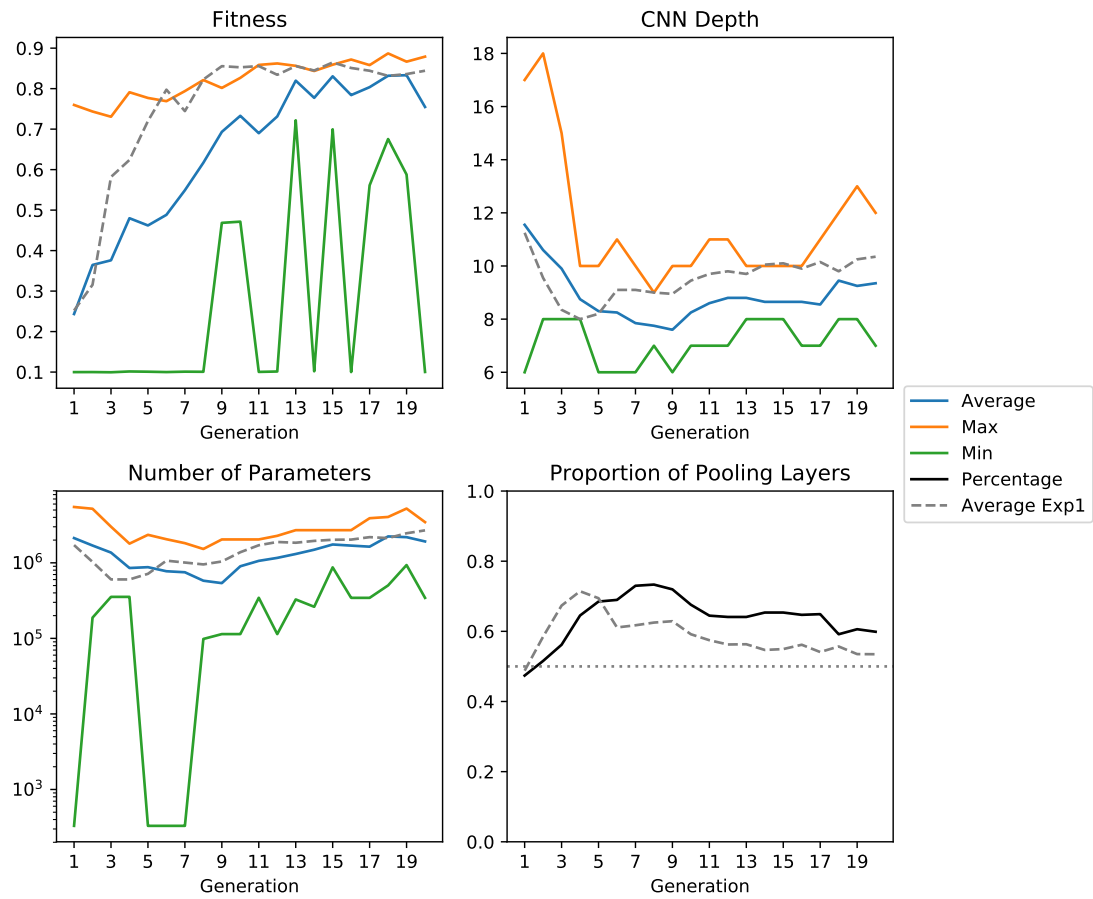 Fitness
0.9
0.8
0.7
0.6
0.5
0.4
0.3
0.2
0.1
1 3 5 7 9 11 13 15 17 19
Generation
CNN Depth
18
16
14
12
10
8
6
1 3 5 7 9 11 13 15 17 19
Generation
Average
Max
Min
Percentage
Average Exp1
Number of Parameters
10^6
10^5
10^4
10^3
1 3 5 7 9 11 13 15 17 19
Generation
Proportion of Pooling Layers
1.0
0.8
0.6
0.4
0.2
0.0
1 3 5 7 9 11 13 15 17 19
Generation